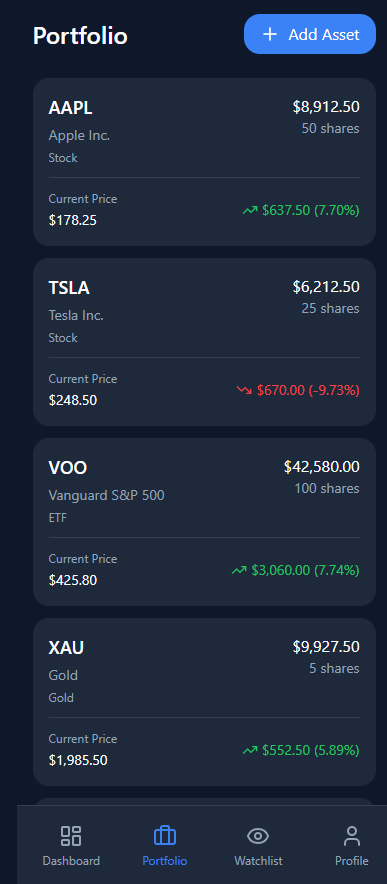 Portfolio
Add Asset
AAPL
$8,912.50
Apple Inc.
50 shares
Stock
Current Price
$178.25
$637.50 (7.70%)
TSLA
$6,212.50
Tesla Inc.
25 shares
Stock
Current Price
$248.50
$670.00 (-9.73%)
VOO
$42,580.00
Vanguard S&P 500
100 shares
ETF
Current Price
$425.80
$3,060.00 (7.74%)
XAU
$9,927.50
Gold
5 shares
Gold
Current Price
$1,985.50
$552.50 (5.89%)
Dashboard
Portfolio
Watchlist
Profile